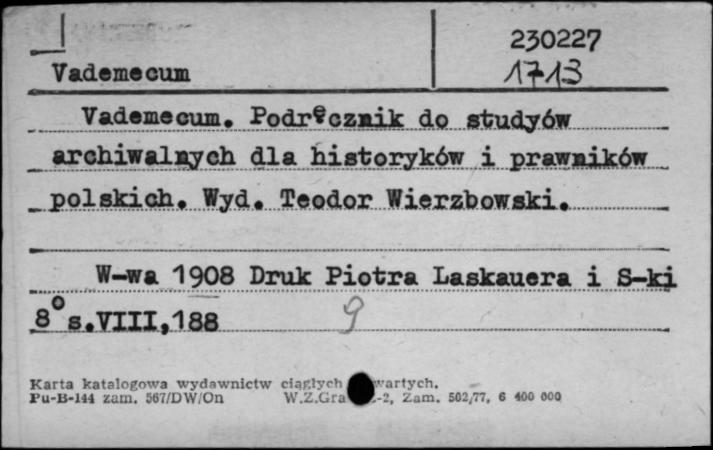 230227
Vademecum 1713
Vademecum. Podręcznik do studyów
archiwalnych dla historyków i prawników
polskich. Wyd. Teodor Wierzbowski.
W-wa 1908 Druk Piotra Laskauera i S-ki
8° s.VIII,188 9
Karta katalogowa wydawnictw ciągłych wartych.
Pu-B-144 zam. 567/DW/On W.Z.Gra -2, Zam. 502/77, 6 400 000